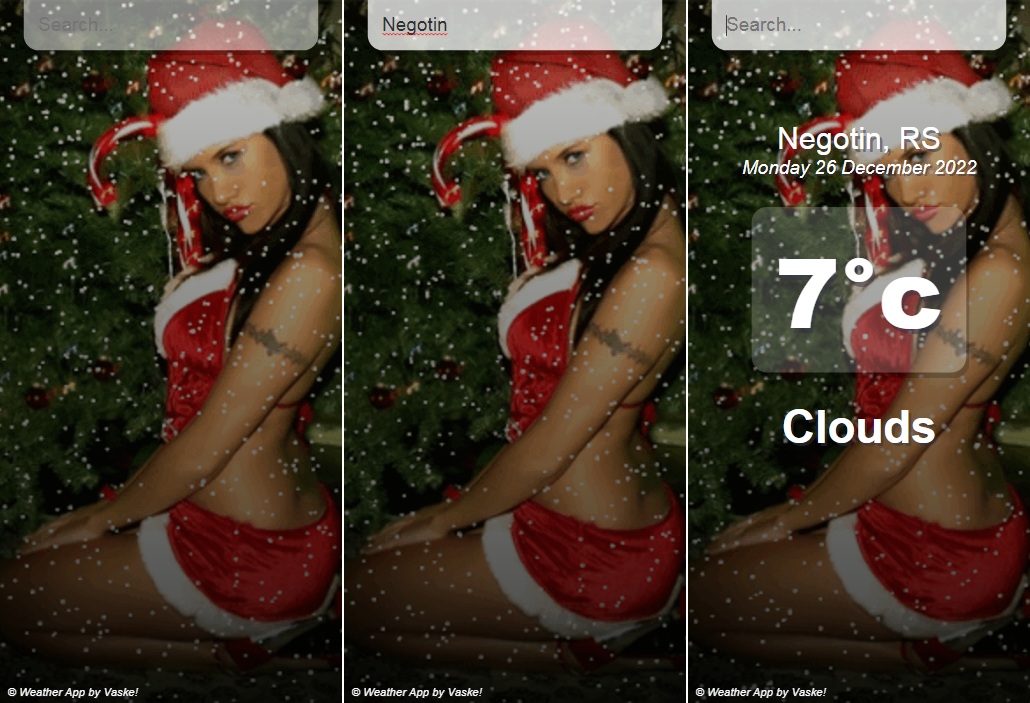 Search...
© Weather App by Vaske!
Negotin
© Weather App by Vaske!
Search...
Negotin, RS
Monday 26 December 2022
7°c
Clouds
© Weather App by Vaske!